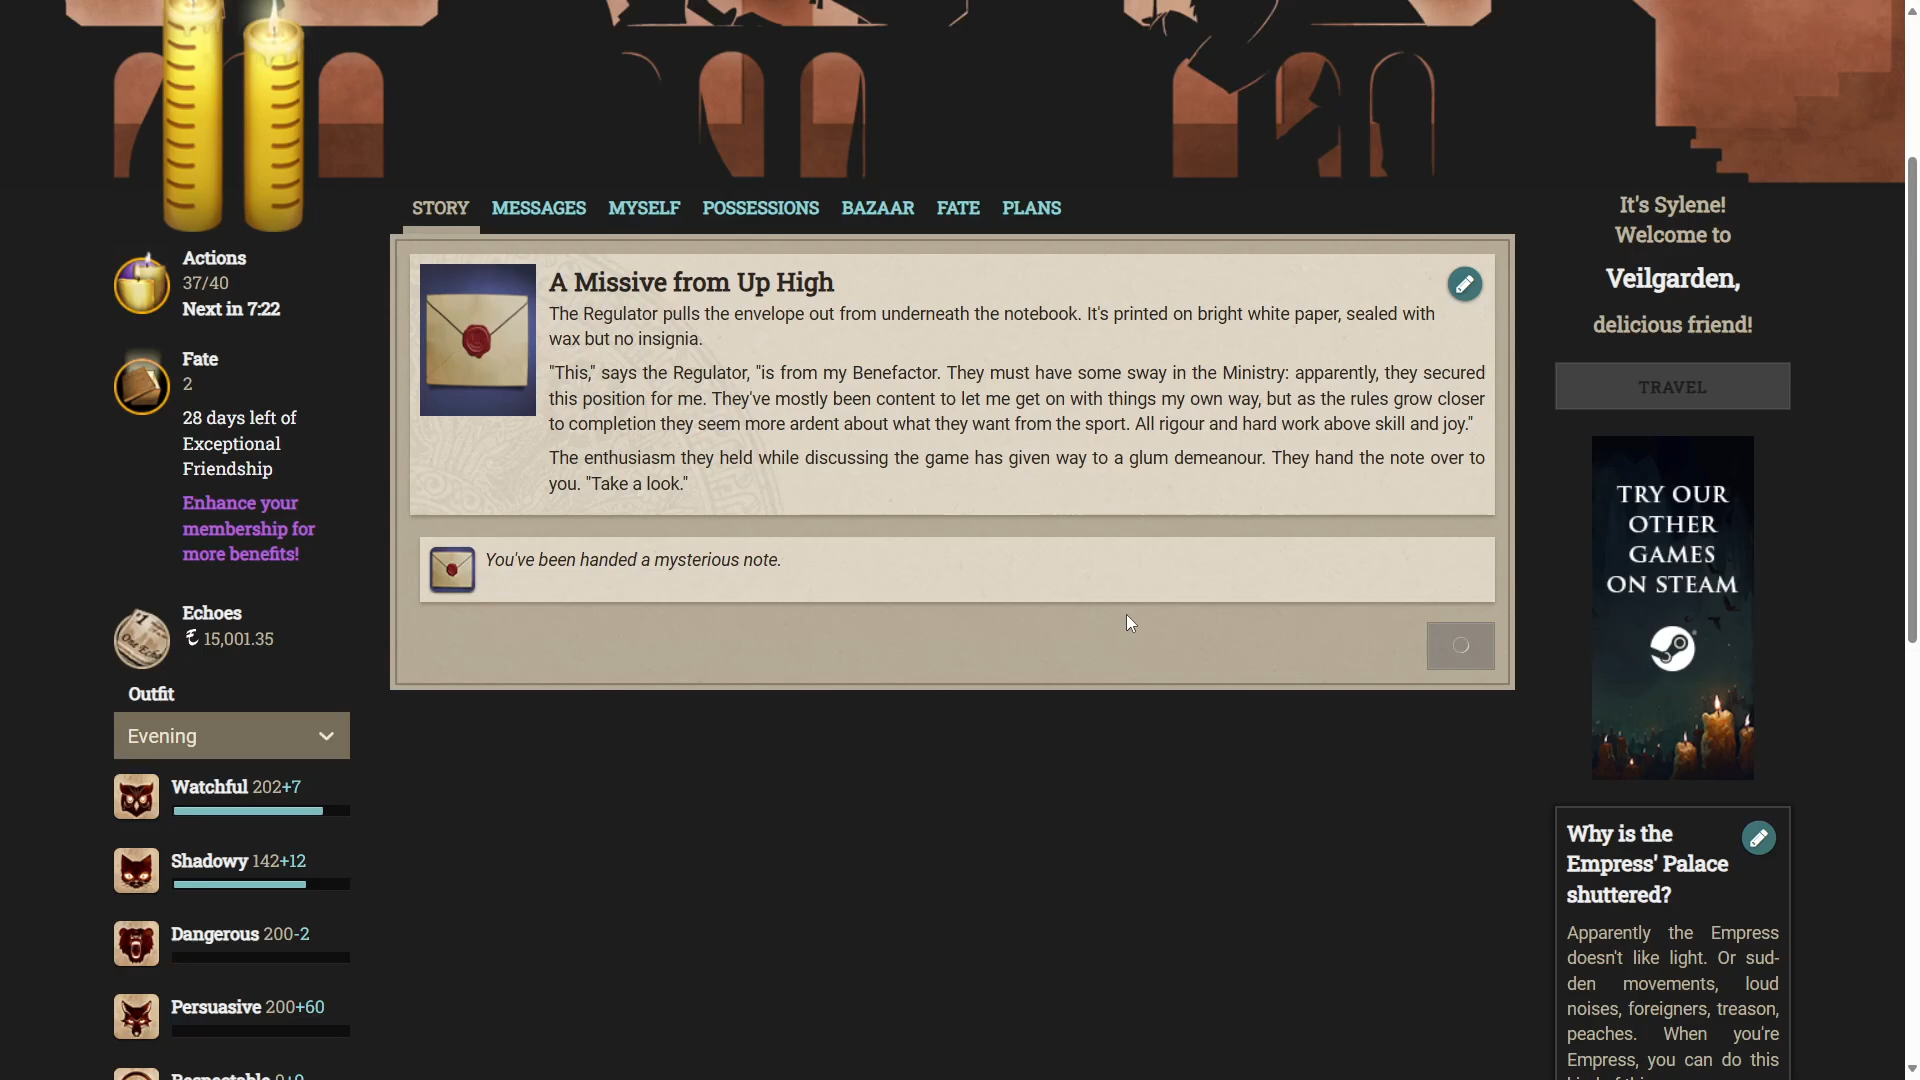 STORY MESSAGES MYSELF POSSESSIONS BAZAAR FATE PLANS
Actions
37/40
Next in 7:22
Fate
2
28 days left of
Exceptional
Friendship
Enhance your
membership for
more benefits!
Echoes
15,001.35
Outfit
Evening
Watchful 202+7
Shadowy 142+12
Dangerous 200-2
Persuasive 200+60
A Missive from Up High
The Regulator pulls the envelope out from underneath the notebook. It's printed on bright white paper, sealed with
wax but no insignia.
"This," says the Regulator, "is from my Benefactor. They must have some sway in the Ministry: apparently, they secured
this position for me. They've mostly been content to let me get on with things my own way, but as the rules grow closer
to completion they seem more ardent about what they want from the sport. All rigour and hard work above skill and joy."
The enthusiasm they held while discussing the game has given way to a glum demeanour. They hand the note over to
you. "Take a look."
You've been handed a mysterious note.
It's Sylene!
Welcome to
Veilgarden,
delicious friend!
TRAVEL
TRY OUR
OTHER
GAMES
ON STEAM
Why is the
Empress' Palace
shuttered?
Apparently the Empress
doesn't like light. Or sud-
den movements, loud
noises, foreigners, treason,
peaches. When you're
Empress, you can do this